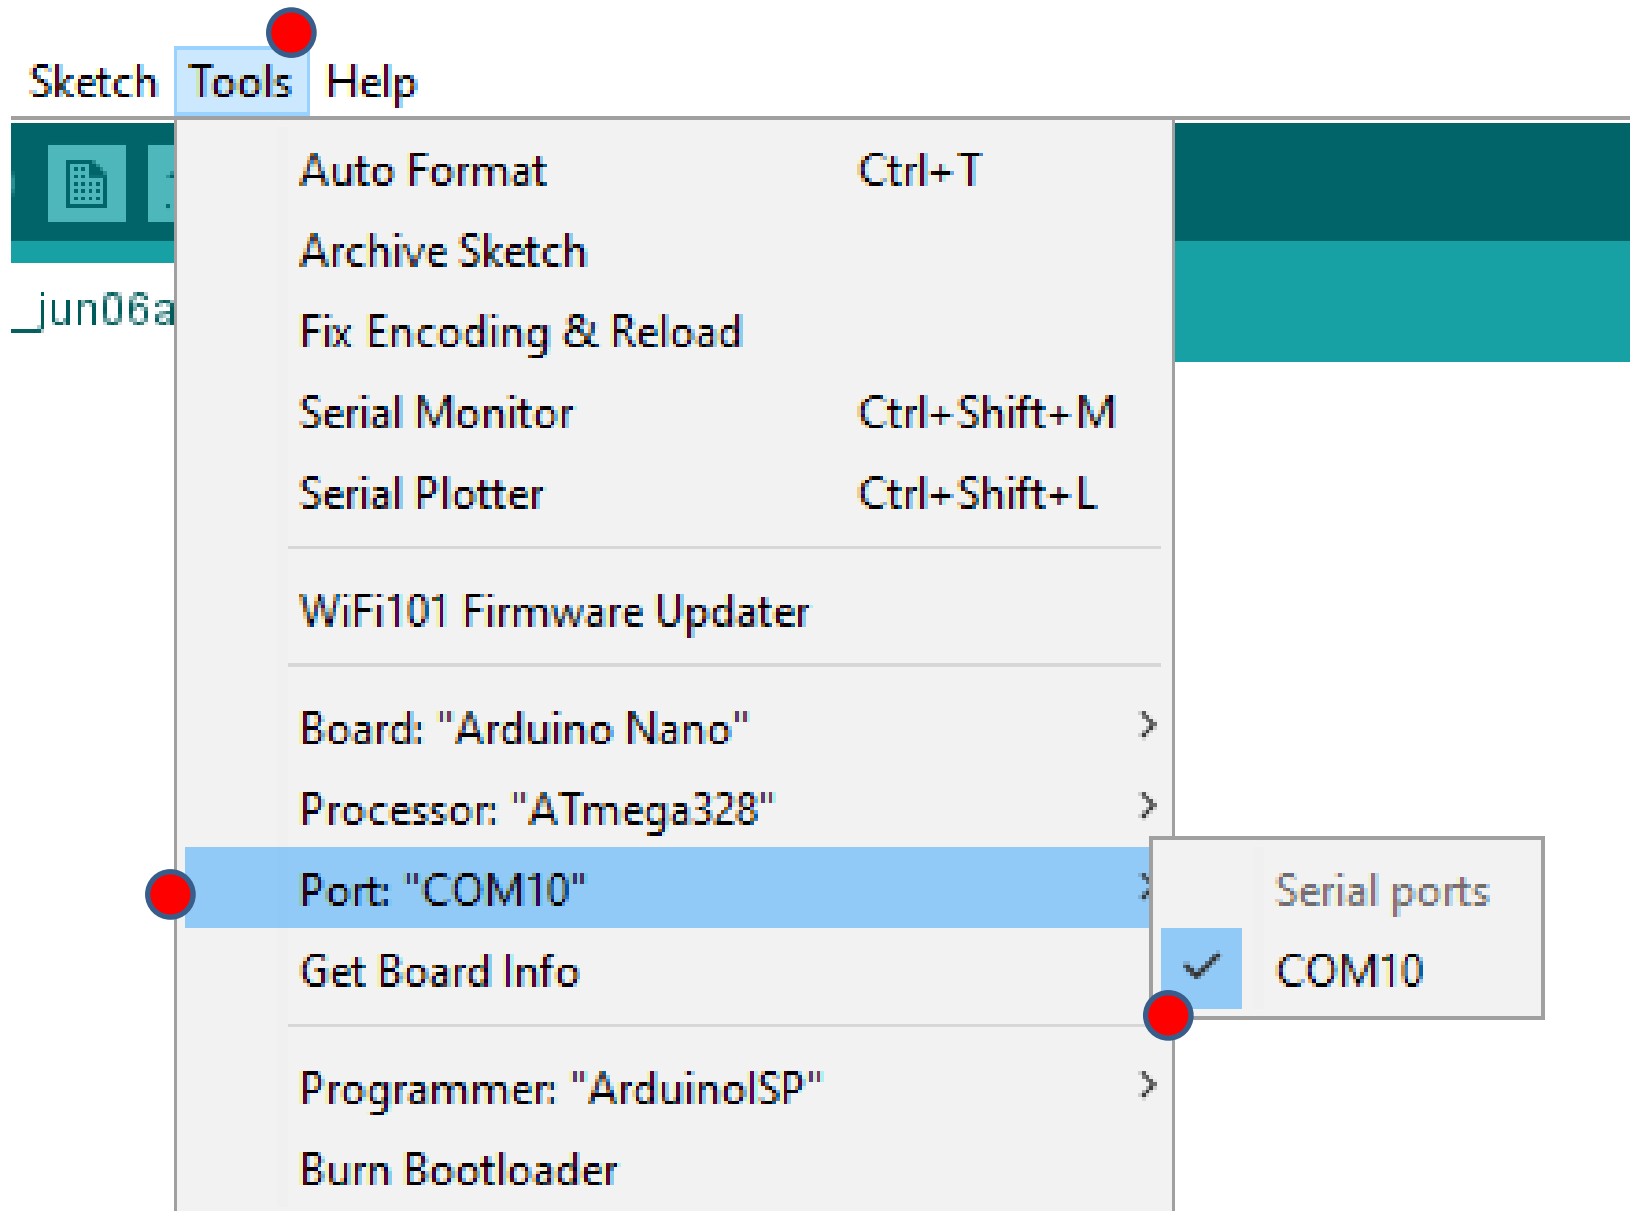 Sketch Tools Help
_jun06a
Auto Format Ctrl+T
Archive Sketch
Fix Encoding & Reload
Serial Monitor Ctrl+Shift+M
Serial Plotter Ctrl+Shift+L
WiFi101 Firmware Updater
Board: "Arduino Nano"
Processor: "ATmega328"
Port: "COM10"
Get Board Info
Programmer: "ArduinoISP"
Burn Bootloader
Serial ports
COM10